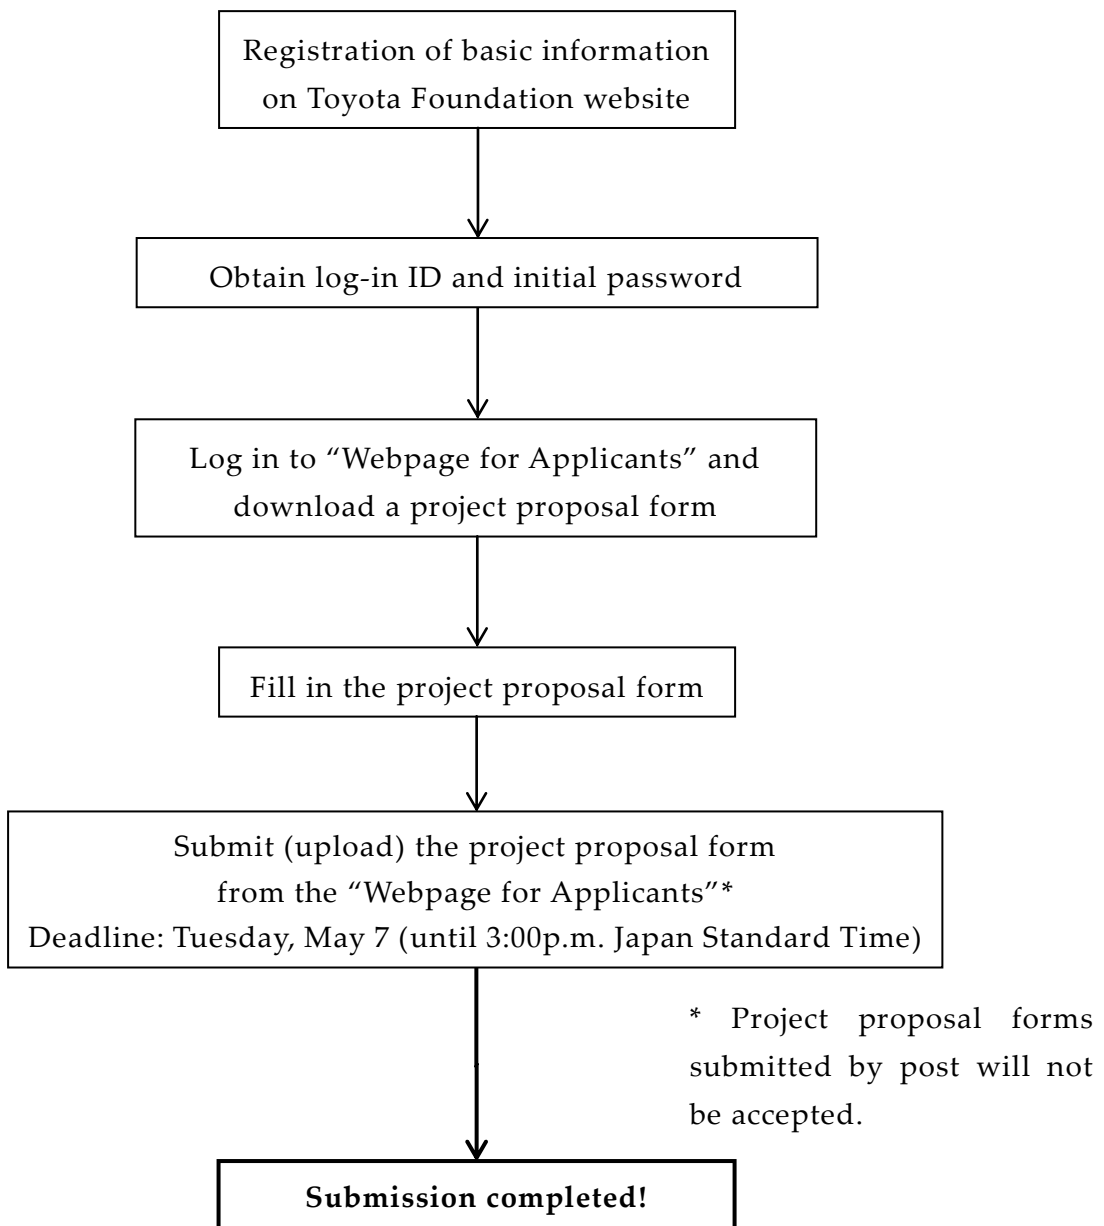 Registration of basic information
on Toyota Foundation website
Obtain log-in ID and initial password
Log in to “Webpage for Applicants” and
download a project proposal form
Fill in the project proposal form
Submit (upload) the project proposal form
from the “Webpage for Applicants”*
Deadline: Tuesday, May 7 (until 3:00p.m. Japan Standard Time)
* Project proposal forms
submitted by post will not
be accepted.
Submission completed!